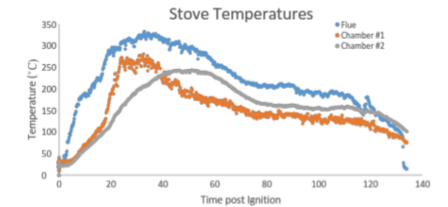 Stove Temperatures
Flue
Chamber #1
Chamber #2
Temperature (°C)
350
300
250
200
150
100
50
0
0 20 40 60 80 100 120 140
Time post Ignition